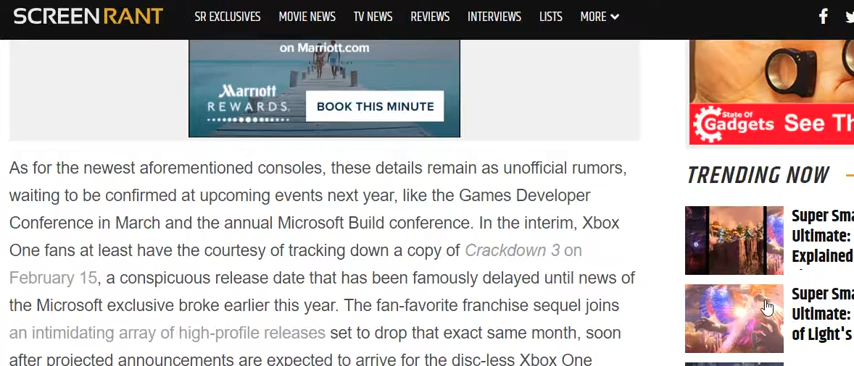 SCREENRANT SR EXCLUSIVES MOVIE NEWS TV NEWS REVIEWS INTERVIEWS LISTS MORE
on Marriott.com
Marriott
REWARDS.
BOOK THIS MINUTE
As for the newest aforementioned consoles, these details remain as unofficial rumors,
waiting to be confirmed at upcoming events next year, like the Games Developer
Conference in March and the annual Microsoft Build conference. In the interim, Xbox
One fans at least have the courtesy of tracking down a copy of Crackdown 3 on
February 15, a conspicuous release date that has been famously delayed until news of
the Microsoft exclusive broke earlier this year. The fan-favorite franchise sequel joins
an intimidating array of high-profile releases set to drop that exact same month, soon
after projected announcements are expected to arrive for the disc-less Xbox One
State Of
Gadgets See
TRENDING NOW
Super
Ultimate:
Explained
Super
Ultimate:
of Light's